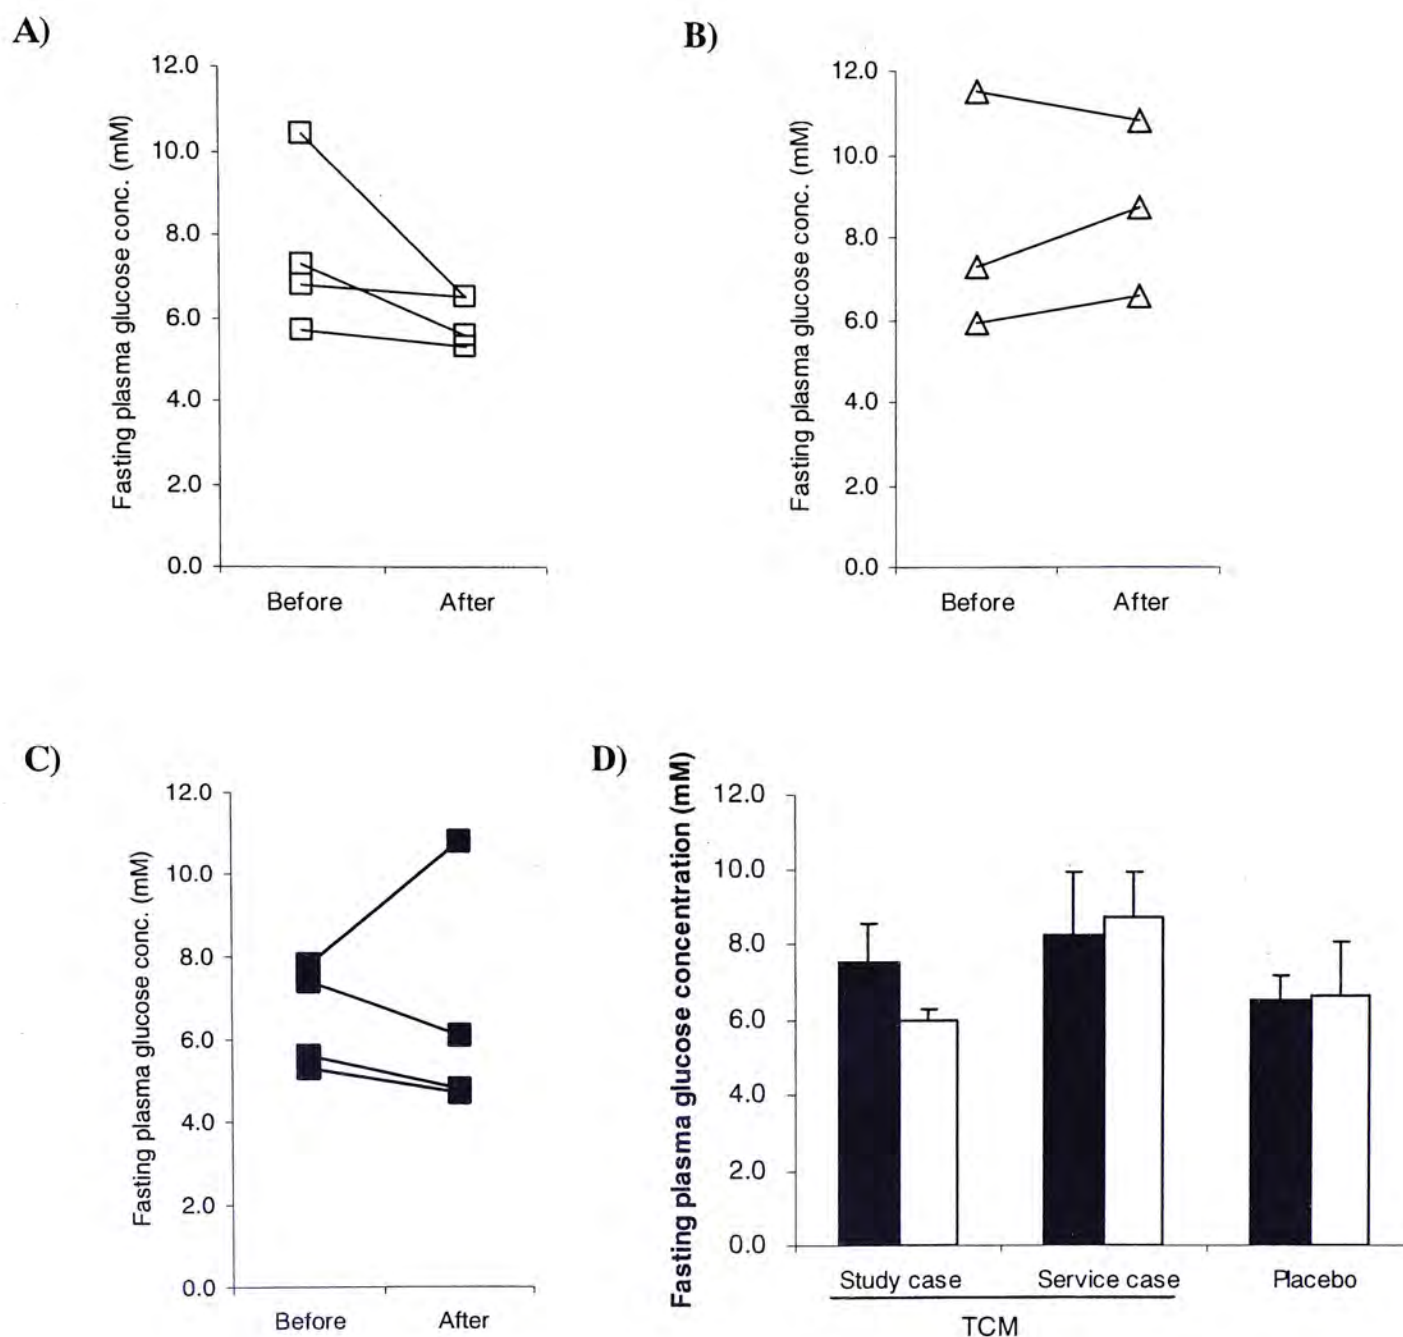 A)
Fasting plasma glucose conc. (mM)
12.0
10.0
8.0
6.0
4.0
2.0
0.0
Before After
B)
Fasting plasma glucose conc. (mM)
12.0
10.0
8.0
6.0
4.0
2.0
0.0
Before After
C)
Fasting plasma glucose conc. (mM)
12.0
10.0
8.0
6.0
4.0
2.0
0.0
Before After
D)
Fasting plasma glucose concentration (mM)
12.0
10.0
8.0
6.0
4.0
2.0
0.0
Study case Service case Placebo
TCM